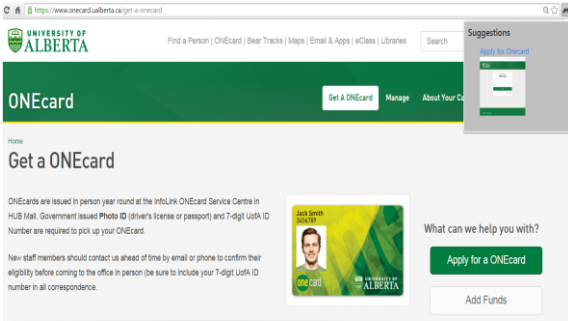 https://www.onecard.ualberta.ca/get-a-onecard
UNIVERSITY OF
ALBERTA
Find a Person | ONEcard | Bear Tracks | Maps | Email & Apps | eClass | Libraries
Search
Suggestions
Apply for Onecard
ONEcard
Get A ONEcard
Manage
About Your Ca
Home
Get a ONEcard
ONEcards are issued in person year round at the InfoLink ONEcard Service Centre in
HUB Mall. Government issued Photo ID (driver's license or passport) and 7-digit UofA ID
Number are required to pick up your ONEcard.
New staff members should contact us ahead of time by email or phone to confirm their
eligibility before coming to the office in person (be sure to include your 7-digit UofA ID
number in all correspondence.
Jack Smith
3456789
one card
UNIVERSITY OF
ALBERTA
What can we help you with?
Apply for a ONEcard
Add Funds